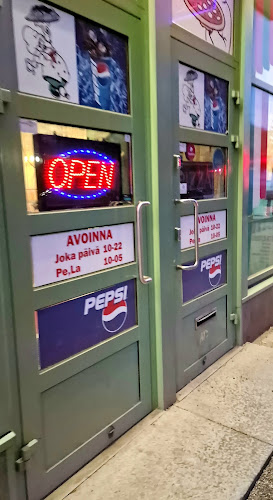 OPEN
AVOINNA
Joka päivä 10-22
Pe,La 10-05
PEPSI
AVOINNA
Joka päivä 10-22
Pe,La 10-05
PEPSI